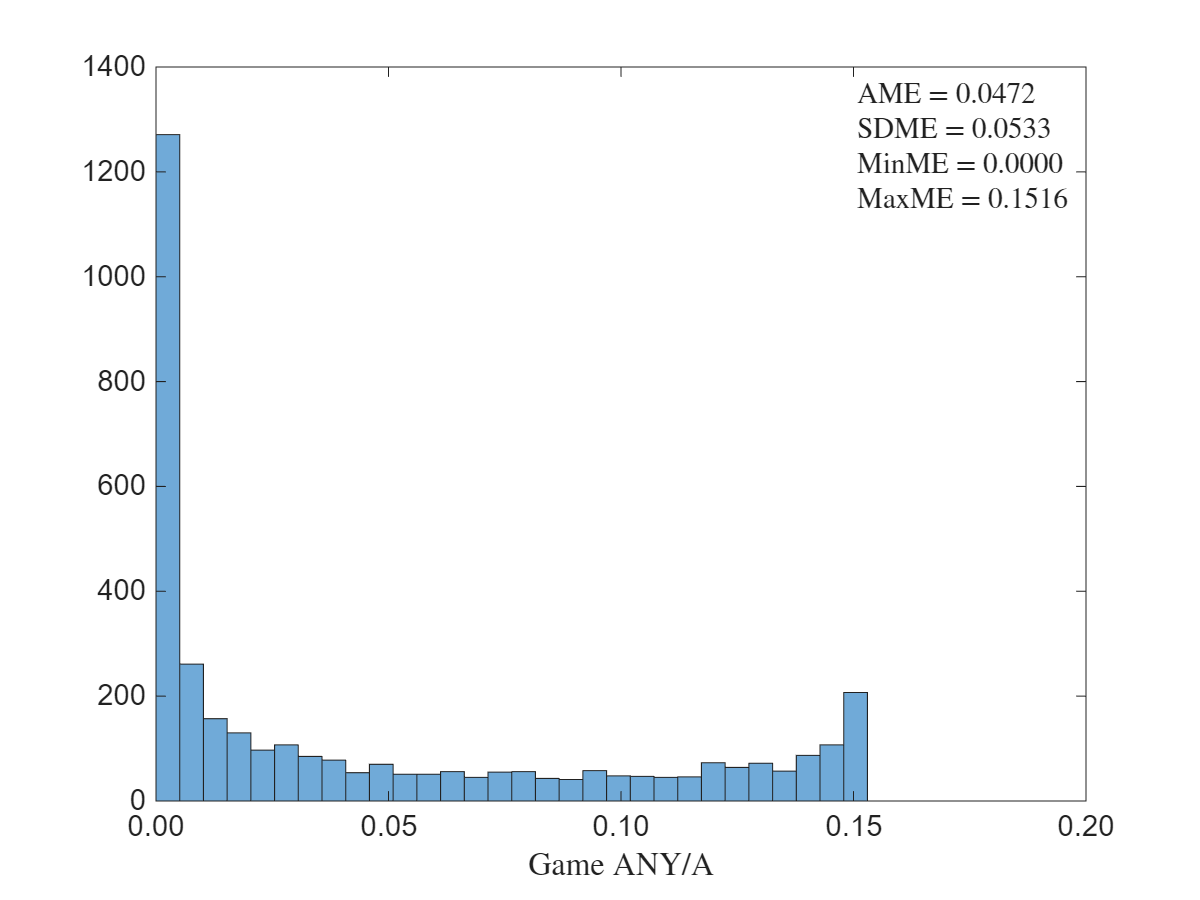 1400
1200
1000
800
600
400
200
0
AME = 0.0472
SDME = 0.0533
MinME = 0.0000
MaxME = 0.1516
0.00 0.05 0.10 0.15 0.20
Game ANY/A